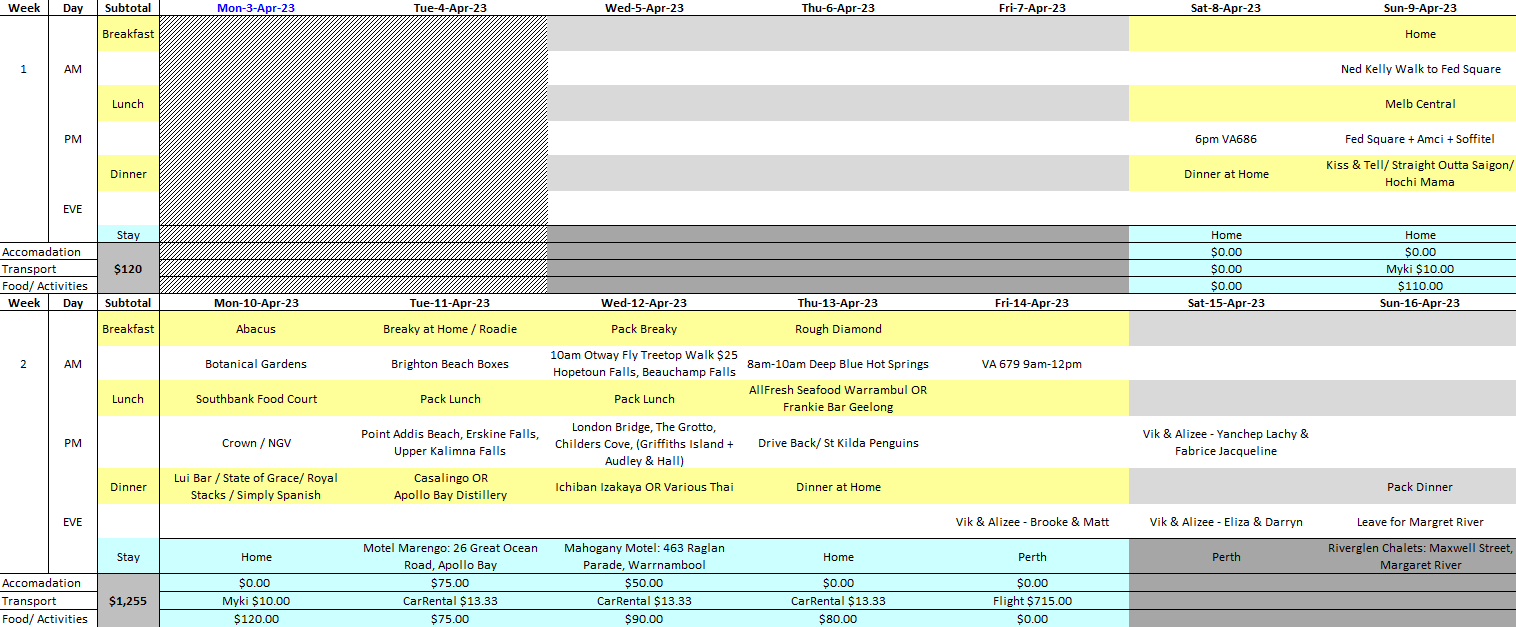 Week Day Subtotal Mon-3-Apr-23 Tue-4-Apr-23 Wed-5-Apr-23 Thu-6-Apr-23 Fri-7-Apr-23 Sat-8-Apr-23 Sun-9-Apr-23
Breakfast Home
1 AM Ned Kelly Walk to Fed Square
Lunch Melb Central
PM 6pm VA686 Fed Square + Amci + Soffitel
Dinner Dinner at Home Kiss & Tell/ Straight Outta Saigon/
Hochi Mama
EVE
Stay Home Home
Accomadation $0.00 $0.00
Transport $120 $0.00 Myki $10.00
Food/ Activities $0.00 $110.00
Week Day Subtotal Mon-10-Apr-23 Tue-11-Apr-23 Wed-12-Apr-23 Thu-13-Apr-23 Fri-14-Apr-23 Sat-15-Apr-23 Sun-16-Apr-23
Breakfast Abacus Breaky at Home / Roadie Pack Breaky Rough Diamond
2 AM Botanical Gardens Brighton Beach Boxes 10am Otway Fly Treetop Walk $25
Hopetoun Falls, Beauchamp Falls 8am-10am Deep Blue Hot Springs VA 679 9am-12pm
Lunch Southbank Food Court Pack Lunch Pack Lunch AllFresh Seafood Warrambul OR
Frankie Bar Geelong
PM Crown / NGV Point Addis Beach, Erskine Falls,
Upper Kalimna Falls London Bridge, The Grotto,
Childers Cove, (Griffiths Island +
Audley & Hall) Drive Back/ St Kilda Penguins Vik & Alizee - Yanchep Lachy &
Fabrice Jacqueline
Dinner Lui Bar / State of Grace/ Royal
Stacks / Simply Spanish Casalingo OR
Apollo Bay Distillery Ichiban Izakaya OR Various Thai Dinner at Home Pack Dinner
EVE Vik & Alizee - Brooke & Matt Vik & Alizee - Eliza & Darryn Leave for Margret River
Stay Home Motel Marengo: 26 Great Ocean
Road, Apollo Bay Mahogany Motel: 463 Raglan
Parade, Warrnambool Home Perth Perth Riverglen Chalets: Maxwell Street,
Margaret River
Accomadation $0.00 $75.00 $50.00 $0.00 $0.00
Transport $1,255 Myki $10.00 CarRental $13.33 CarRental $13.33 CarRental $13.33 Flight $715.00
Food/ Activities $120.00 $75.00 $90.00 $80.00 $0.00